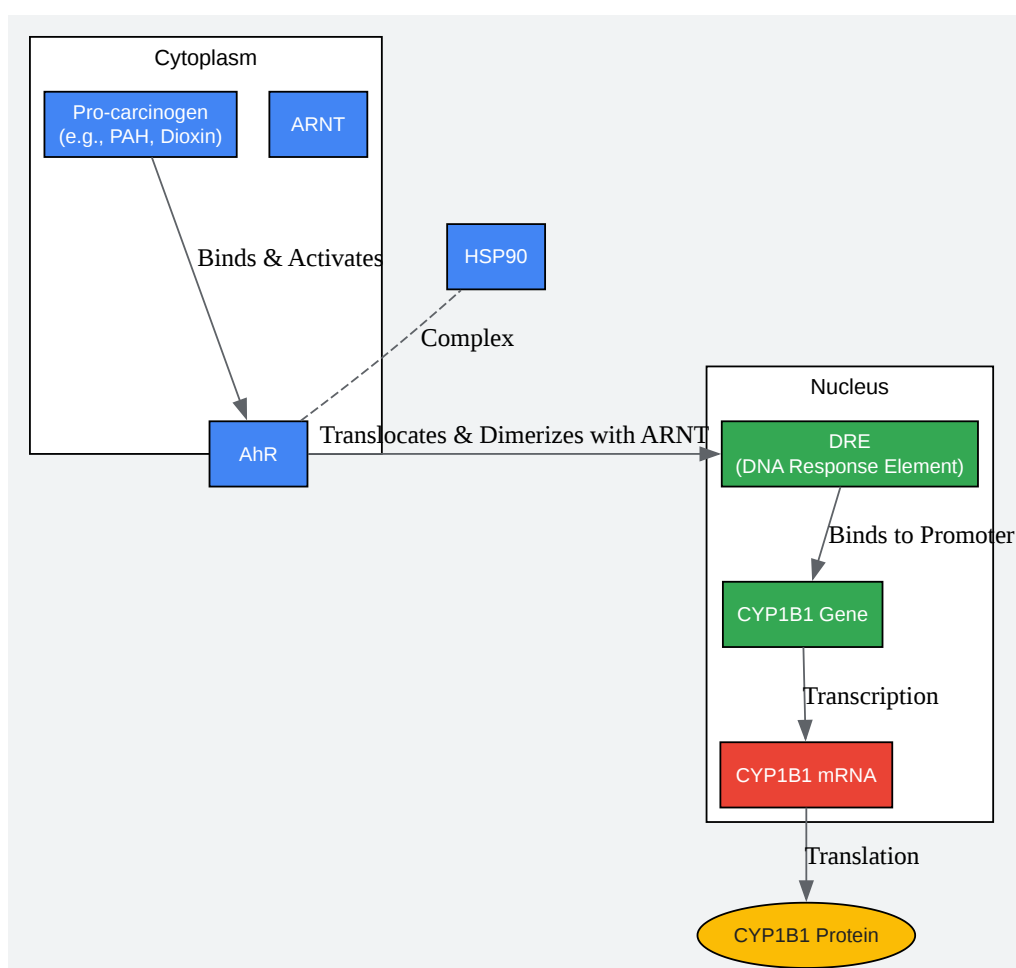 Cytoplasm
Pro-carcinogen
(e.g., PAH, Dioxin)
ARNT
Binds & Activates
HSP90
Complex
AhR
Translocates & Dimerizes with ARNT
Nucleus
DRE
(DNA Response Element)
Binds to Promoter
CYP1B1 Gene
Transcription
CYP1B1 mRNA
Translation
CYP1B1 Protein